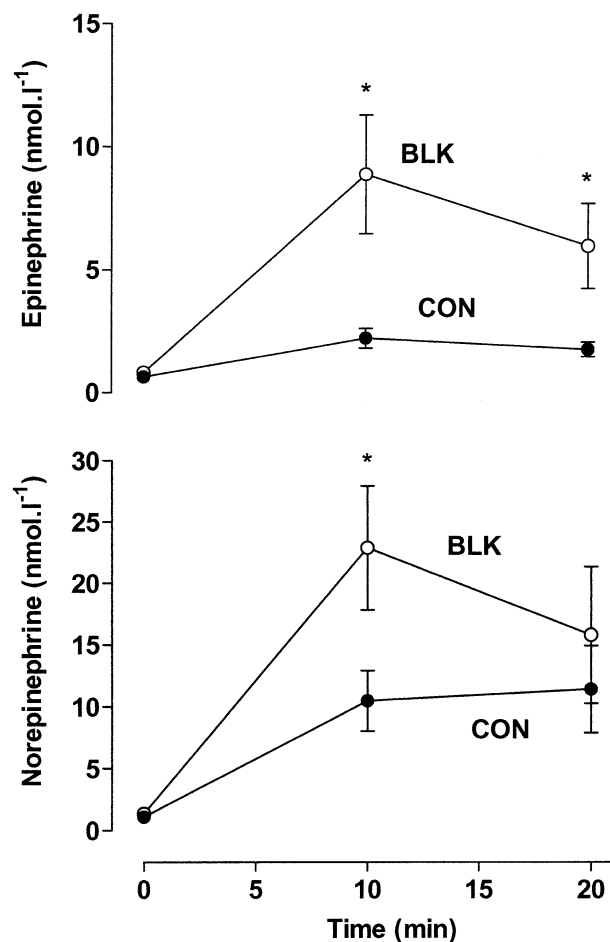 15
*
10
BLK
*
5
CON
0
Epinephrine (nmol.l⁻¹)
30
*
25
BLK
20
15
10
CON
5
0
Norepinephrine (nmol.l⁻¹)
0 5 10 15 20
Time (min)